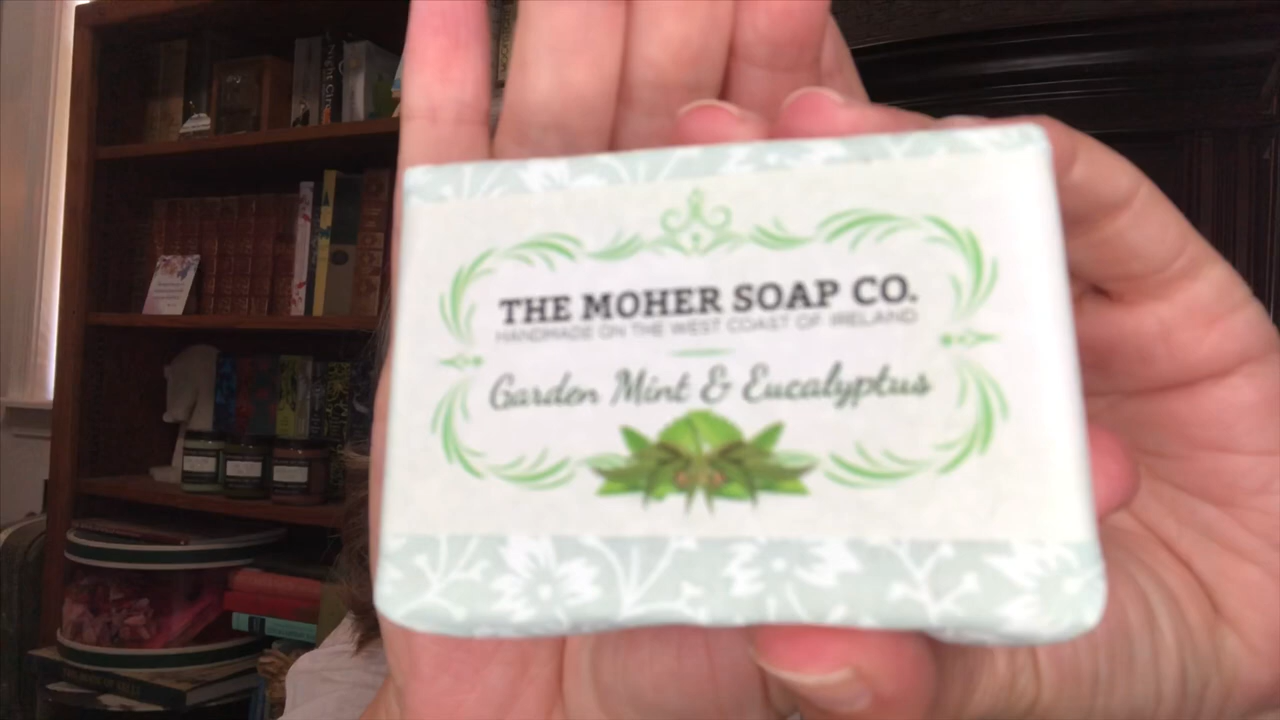 THE MOHER SOAP CO.
HANDMADE ON THE WEST COAST OF IRELAND
Garden Mint & Eucalyptus